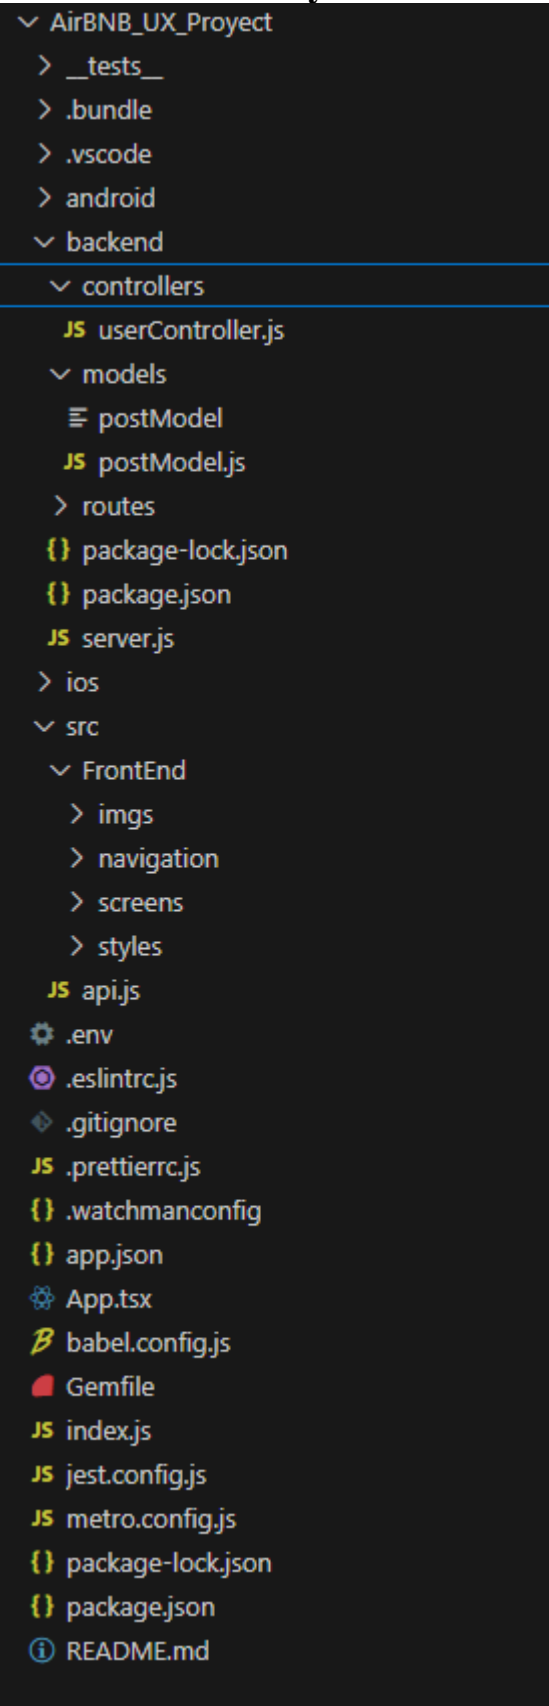 AirBNB_UX_Proyect
__tests__
.bundle
.vscode
android
backend
controllers
JS userController.js
models
postModel
JS postModel.js
routes
{} package-lock.json
{} package.json
JS server.js
ios
src
FrontEnd
imgs
navigation
screens
styles
JS api.js
.env
.eslintrc.js
.gitignore
JS .prettierrc.js
{} .watchmanconfig
{} app.json
App.tsx
B babel.config.js
Gemfile
JS index.js
JS jest.config.js
JS metro.config.js
{} package-lock.json
{} package.json
README.md